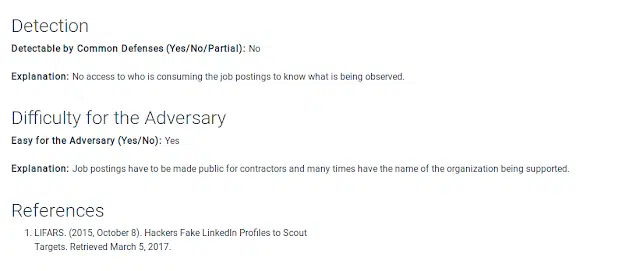 Detection
Detectable by Common Defenses (Yes/No/Partial): No
Explanation: No access to who is consuming the job postings to know what is being observed.
Difficulty for the Adversary
Easy for the Adversary (Yes/No): Yes
Explanation: Job postings have to be made public for contractors and many times have the name of the organization being supported.
References
1. LIFARS. (2015, October 8). Hackers Fake LinkedIn Profiles to Scout
Targets. Retrieved March 5, 2017.